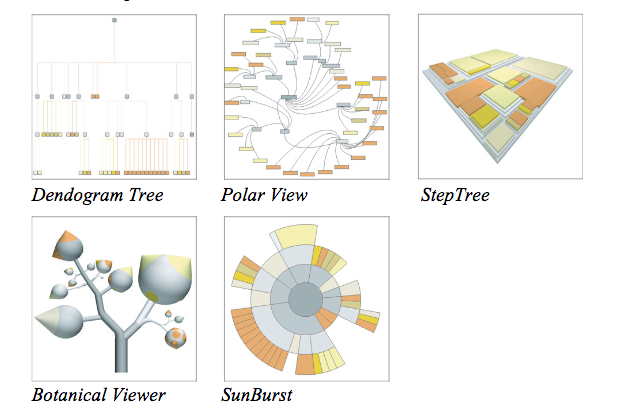 Dendogram Tree
Polar View
StepTree
Botanical Viewer
SunBurst